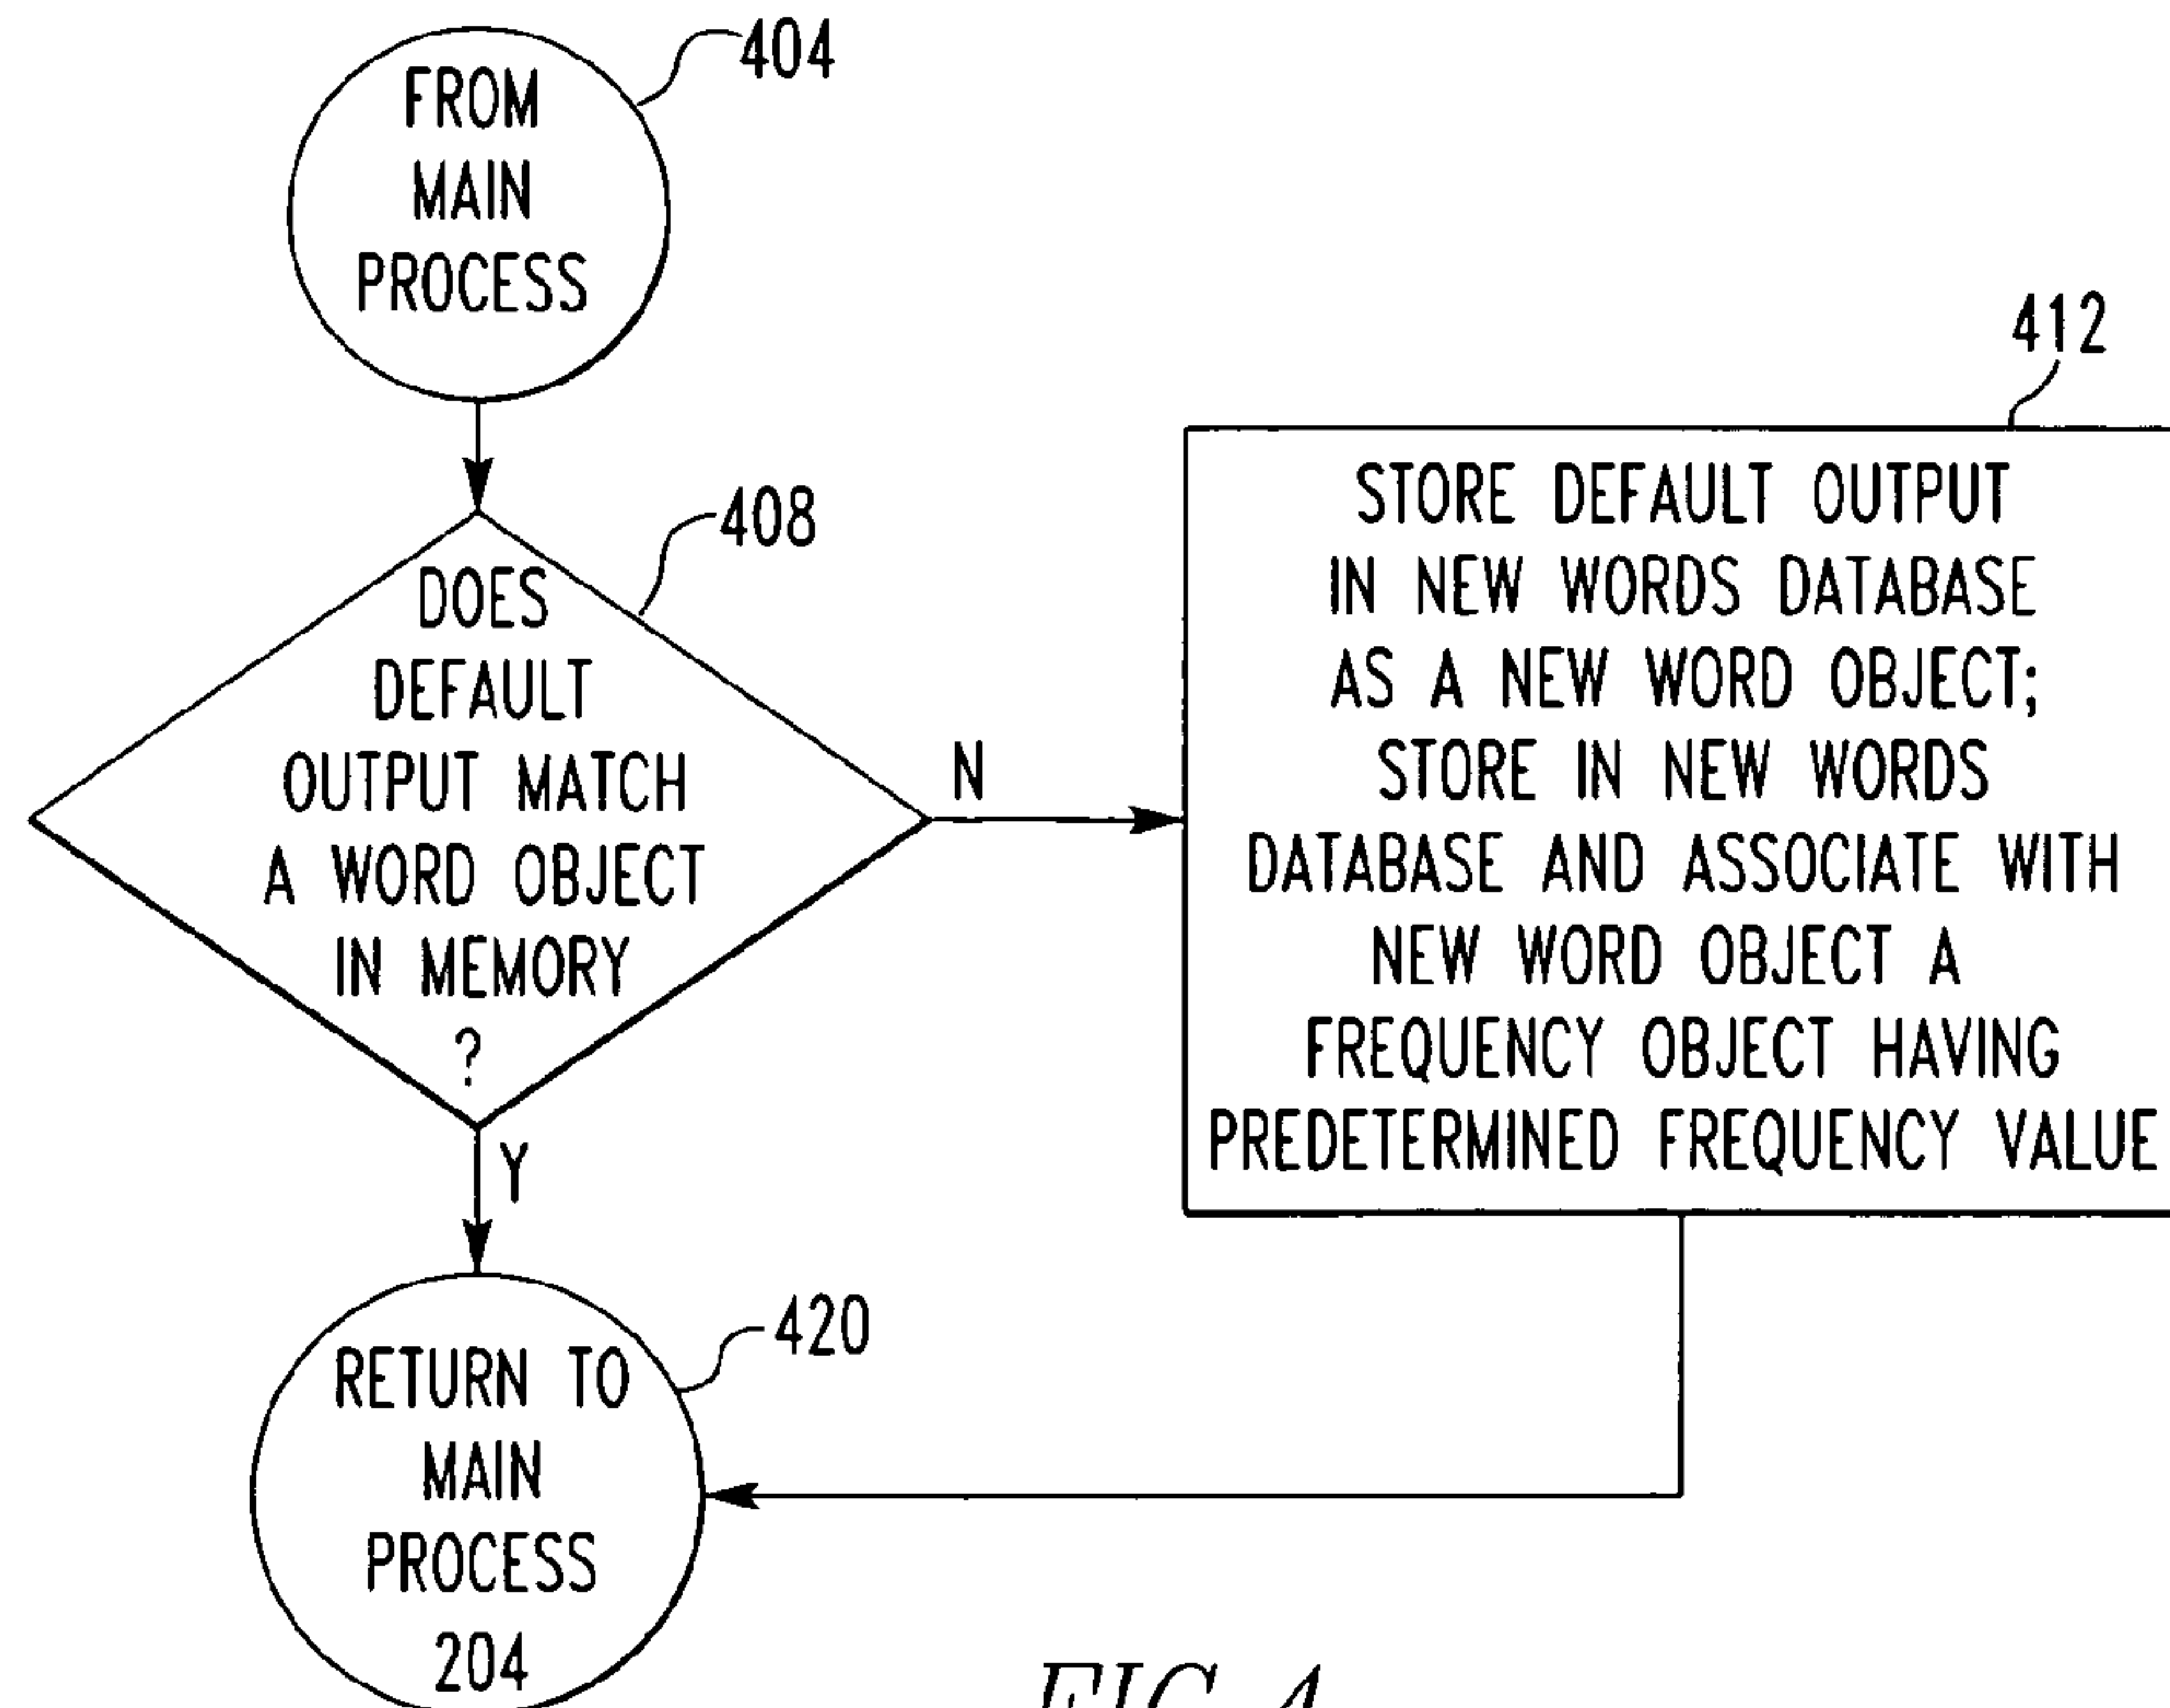 404
FROM
MAIN
PROCESS
408
DOES
DEFAULT
OUTPUT MATCH
A WORD OBJECT
IN MEMORY
?
N
Y
412
STORE DEFAULT OUTPUT
IN NEW WORDS DATABASE
AS A NEW WORD OBJECT;
STORE IN NEW WORDS
DATABASE AND ASSOCIATE WITH
NEW WORD OBJECT A
FREQUENCY OBJECT HAVING
PREDETERMINED FREQUENCY VALUE
420
RETURN TO
MAIN
PROCESS
204
FIG. 4